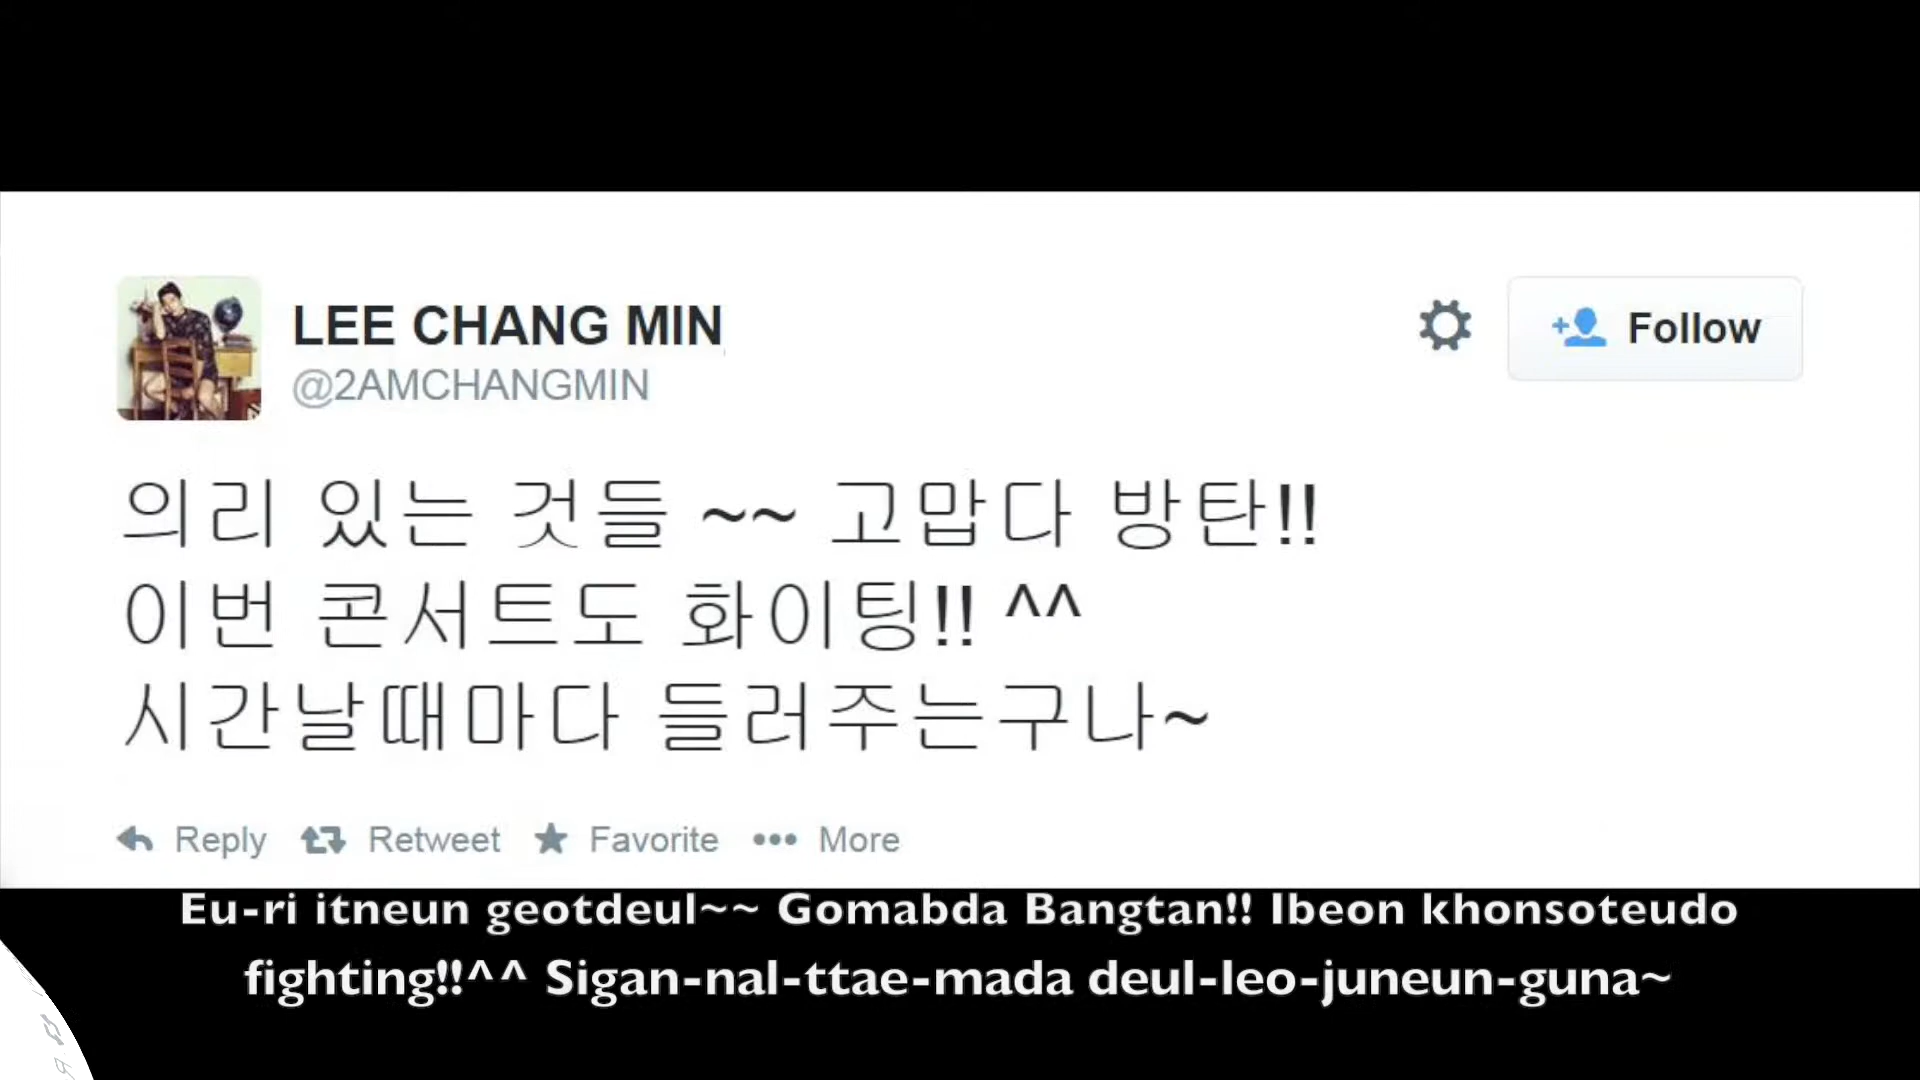 LEE CHANG MIN
@2AMCHANGMIN
Follow
의리 있는 것들 ~~ 고맙다 방탄!!
이번 콘서트도 화이팅!! ^^
시간날때마다 들러주는구나~
Reply Retweet Favorite More
Eu-ri itneun geotdeul~~ Gomabda Bangtan!! Ibeon khonsoteudo
fighting!!^^ Sigan-nal-ttae-mada deul-leo-juneun-guna~